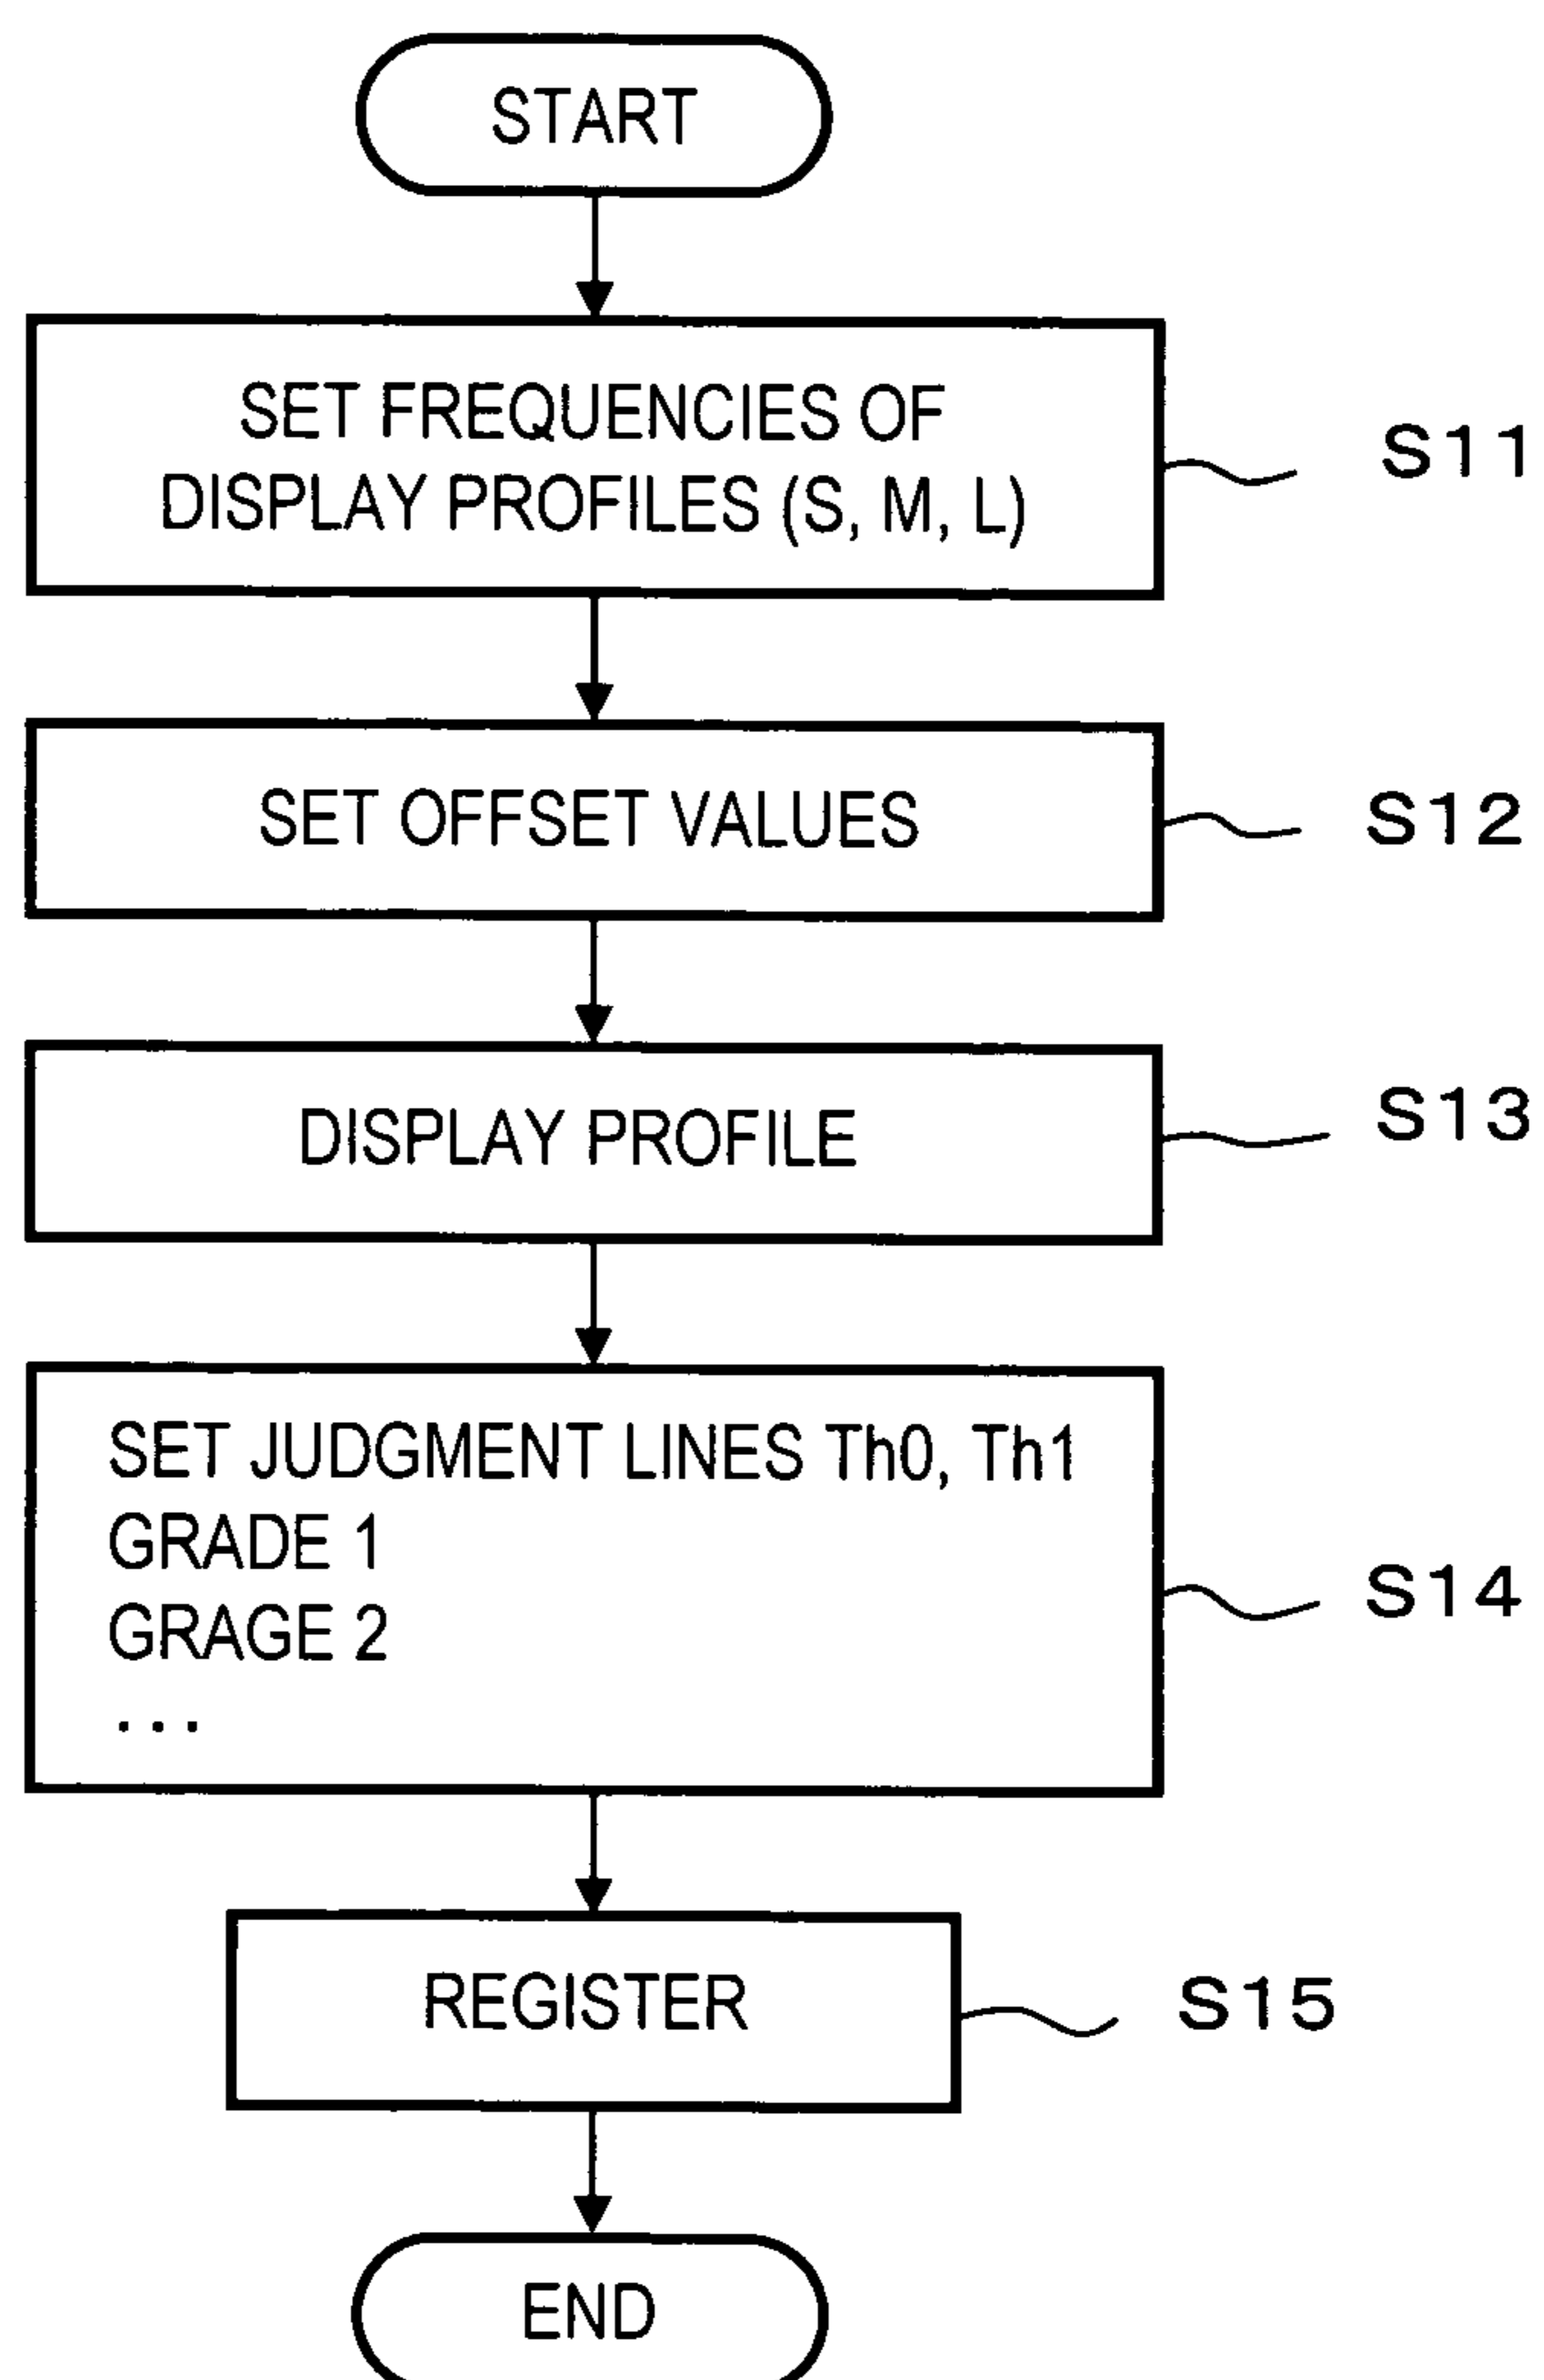 START
SET FREQUENCIES OF
DISPLAY PROFILES (S, M, L)
S11
SET OFFSET VALUES
S12
DISPLAY PROFILE
S13
SET JUDGMENT LINES Th0, Th1
GRADE 1
GRAGE 2
...
S14
REGISTER
S15
END